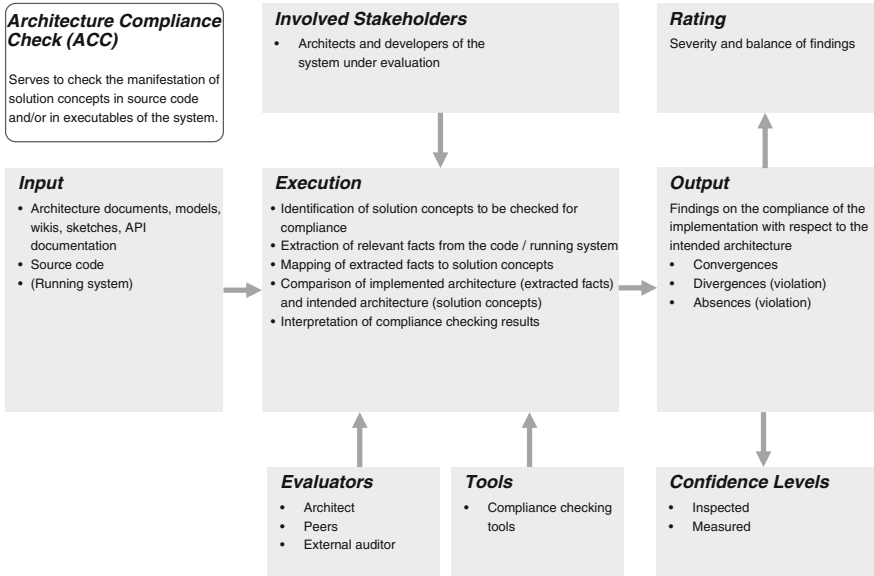 Architecture Compliance
Check (ACC)
Serves to check the manifestation of
solution concepts in source code
and/or in executables of the system.
Involved Stakeholders
• Architects and developers of the
system under evaluation
Rating
Severity and balance of findings
Input
• Architecture documents, models,
wikis, sketches, API
documentation
• Source code
• (Running system)
Execution
• Identification of solution concepts to be checked for
compliance
• Extraction of relevant facts from the code / running system
• Mapping of extracted facts to solution concepts
• Comparison of implemented architecture (extracted facts)
and intended architecture (solution concepts)
• Interpretation of compliance checking results
Output
Findings on the compliance of the
implementation with respect to the
intended architecture
• Convergences
• Divergences (violation)
• Absences (violation)
Evaluators
• Architect
• Peers
• External auditor
Tools
• Compliance checking
tools
Confidence Levels
• Inspected
• Measured